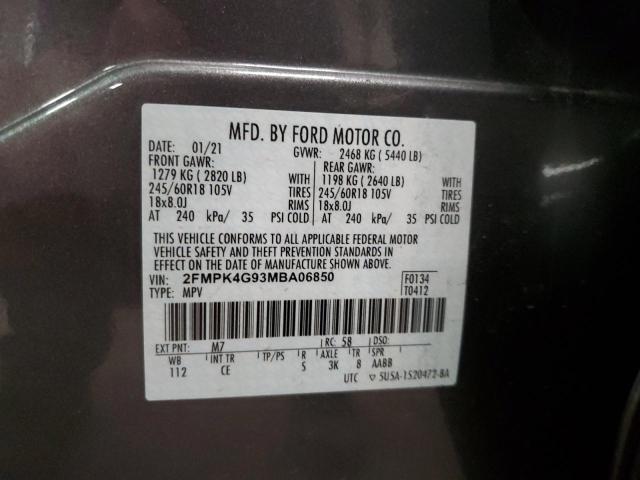 MFD. BY FORD MOTOR CO.
DATE: 01/21 GVWR: 2468 KG ( 5440 LB)
FRONT GAWR: REAR GAWR:
1279 KG ( 2820 LB) WITH 1198 KG ( 2640 LB) WITH
245/60R18 105V TIRES 245/60R18 105V TIRES
18x8.0J RIMS 18x8.0J RIMS
AT 240 kPa/ 35 PSI COLD AT 240 kPa/ 35 PSI COLD
THIS VEHICLE CONFORMS TO ALL APPLICABLE FEDERAL MOTOR
VEHICLE SAFETY AND THEFT PREVENTION STANDARDS IN
EFFECT ON THE DATE OF MANUFACTURE SHOWN ABOVE.
VIN: 2FMPK4G93MBA06850 F0134
TYPE: MPV T0412
EXT PNT: M7 RC: 58 DSO:
WB INT TR TP/PS R AXLE TR SPR
112 CE S 3K 8 AABB
UTC ▽ 5USA-1520472-BA